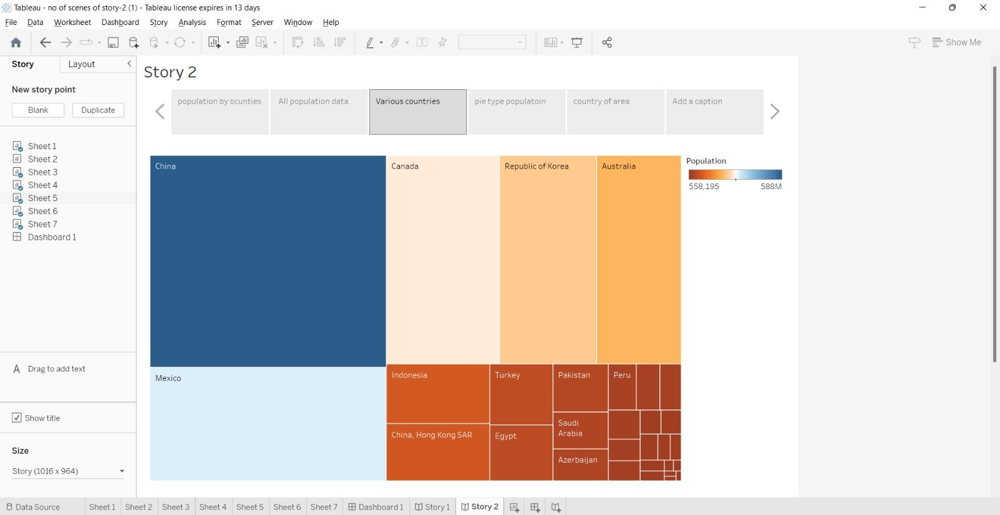 Tableau - no of scenes of story-2 (1) - Tableau license expires in 13 days
File Data Worksheet Dashboard Story Analysis Format Server Window Help
Show Me
Story Layout
New story point
Blank Duplicate
Sheet 1
Sheet 2
Sheet 3
Sheet 4
Sheet 5
Sheet 6
Sheet 7
Dashboard 1
A Drag to add text
Show title
Size
Story (1016 x 964)
Story 2
population by ocunties All population data Various countries pie type populatoin country of area Add a caption
China Canada Republic of Korea Australia
Mexico
Indonesia Turkey Pakistan Peru
Saudi
Arabia
China, Hong Kong SAR Egypt
Azerbaijan
Population
558,195 588M
Data Source Sheet 1 Sheet 2 Sheet 3 Sheet 4 Sheet 5 Sheet 6 Sheet 7 Dashboard 1 Story 1 Story 2